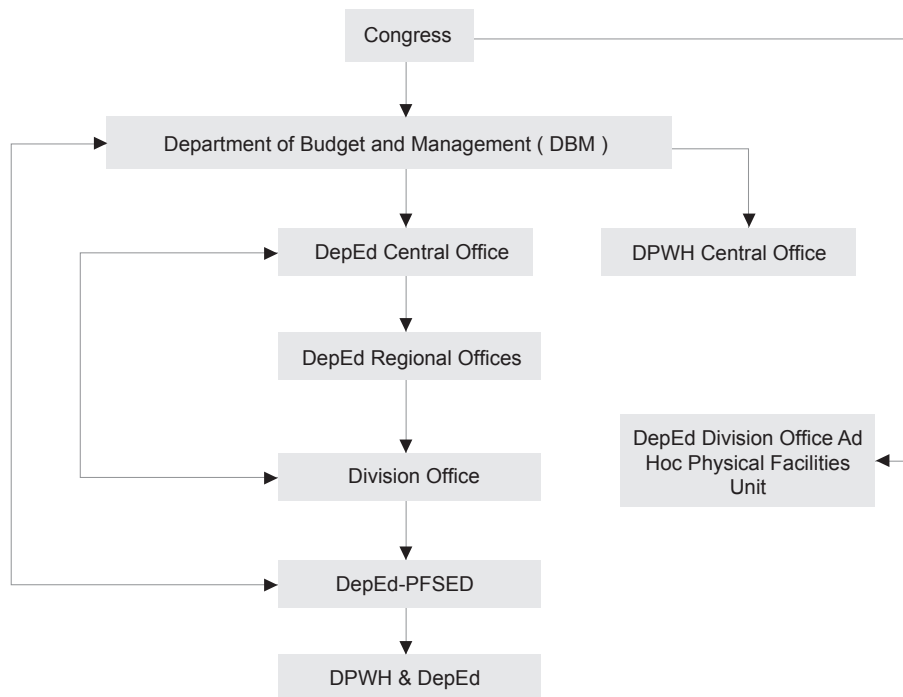 Congress
Department of Budget and Management ( DBM )
DepEd Central Office
DPWH Central Office
DepEd Regional Offices
DepEd Division Office Ad
Hoc Physical Facilities
Unit
Division Office
DepEd-PFSED
DPWH & DepEd